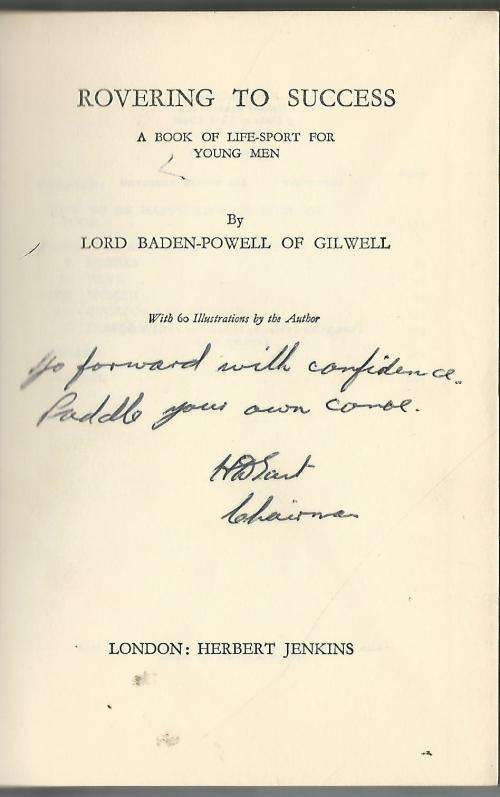 ROVERING TO SUCCESS
A BOOK OF LIFE-SPORT FOR
YOUNG MEN
By
LORD BADEN-POWELL OF GILWELL
With 60 Illustrations by the Author
Go forward with confidence.
Paddle your own canoe.
Chairman
LONDON: HERBERT JENKINS